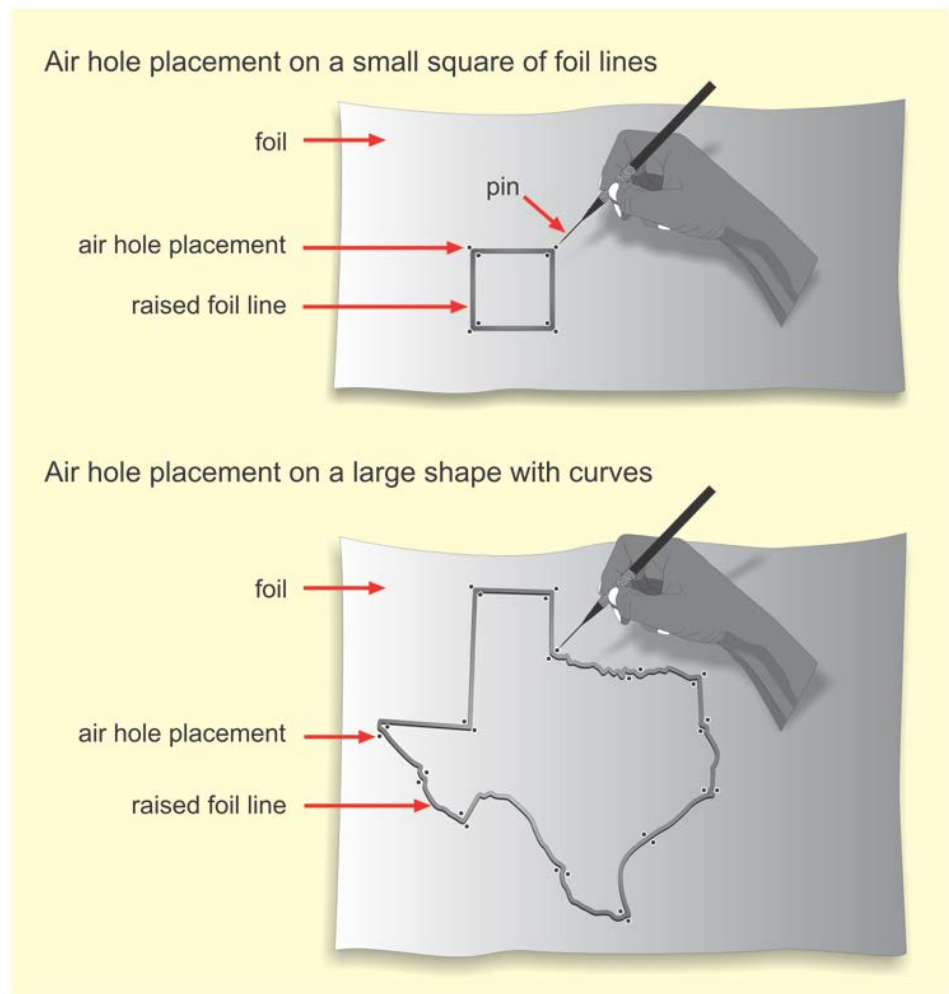 Air hole placement on a small square of foil lines
foil
pin
air hole placement
raised foil line
Air hole placement on a large shape with curves
foil
air hole placement
raised foil line